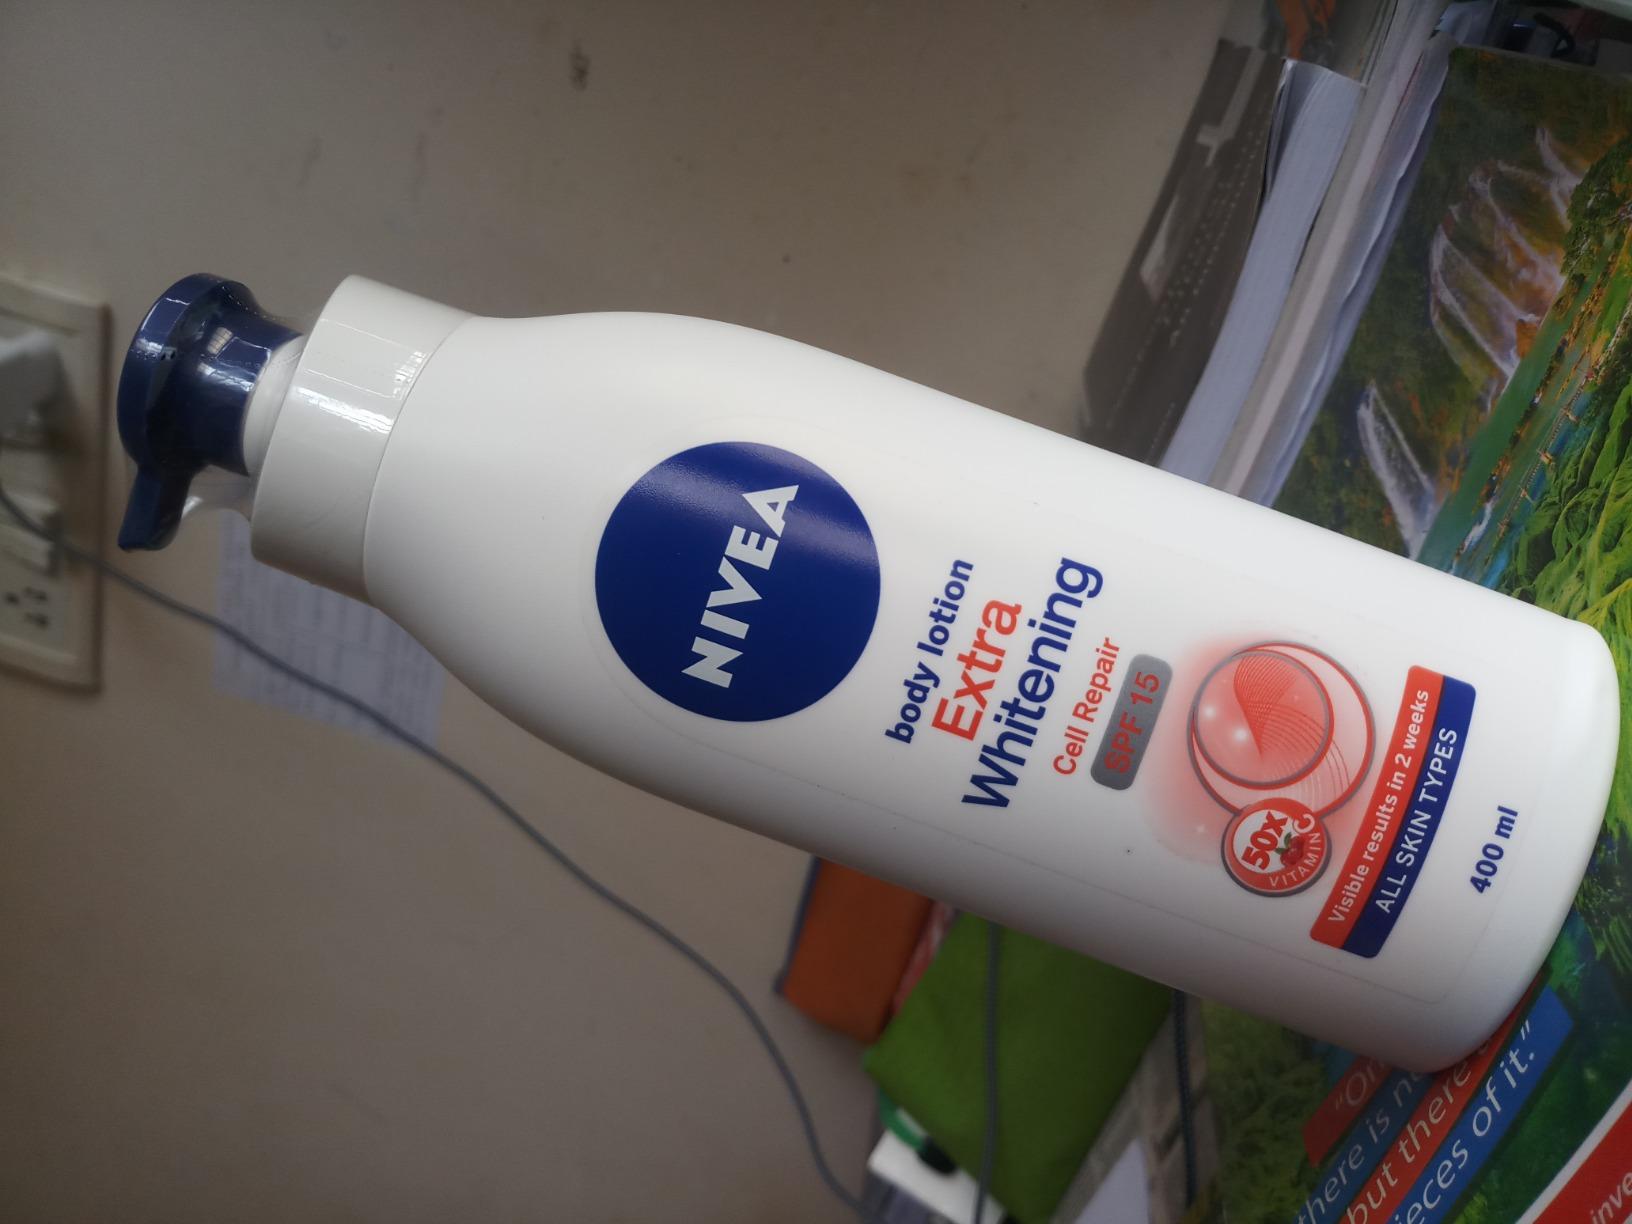 NIVEA
body lotion
Extra
Whitening
Cell Repair
SPF 15
50x
VITAMIN C
Visible results in 2 weeks
ALL SKIN TYPES
400 ml
there is
but there
of it."